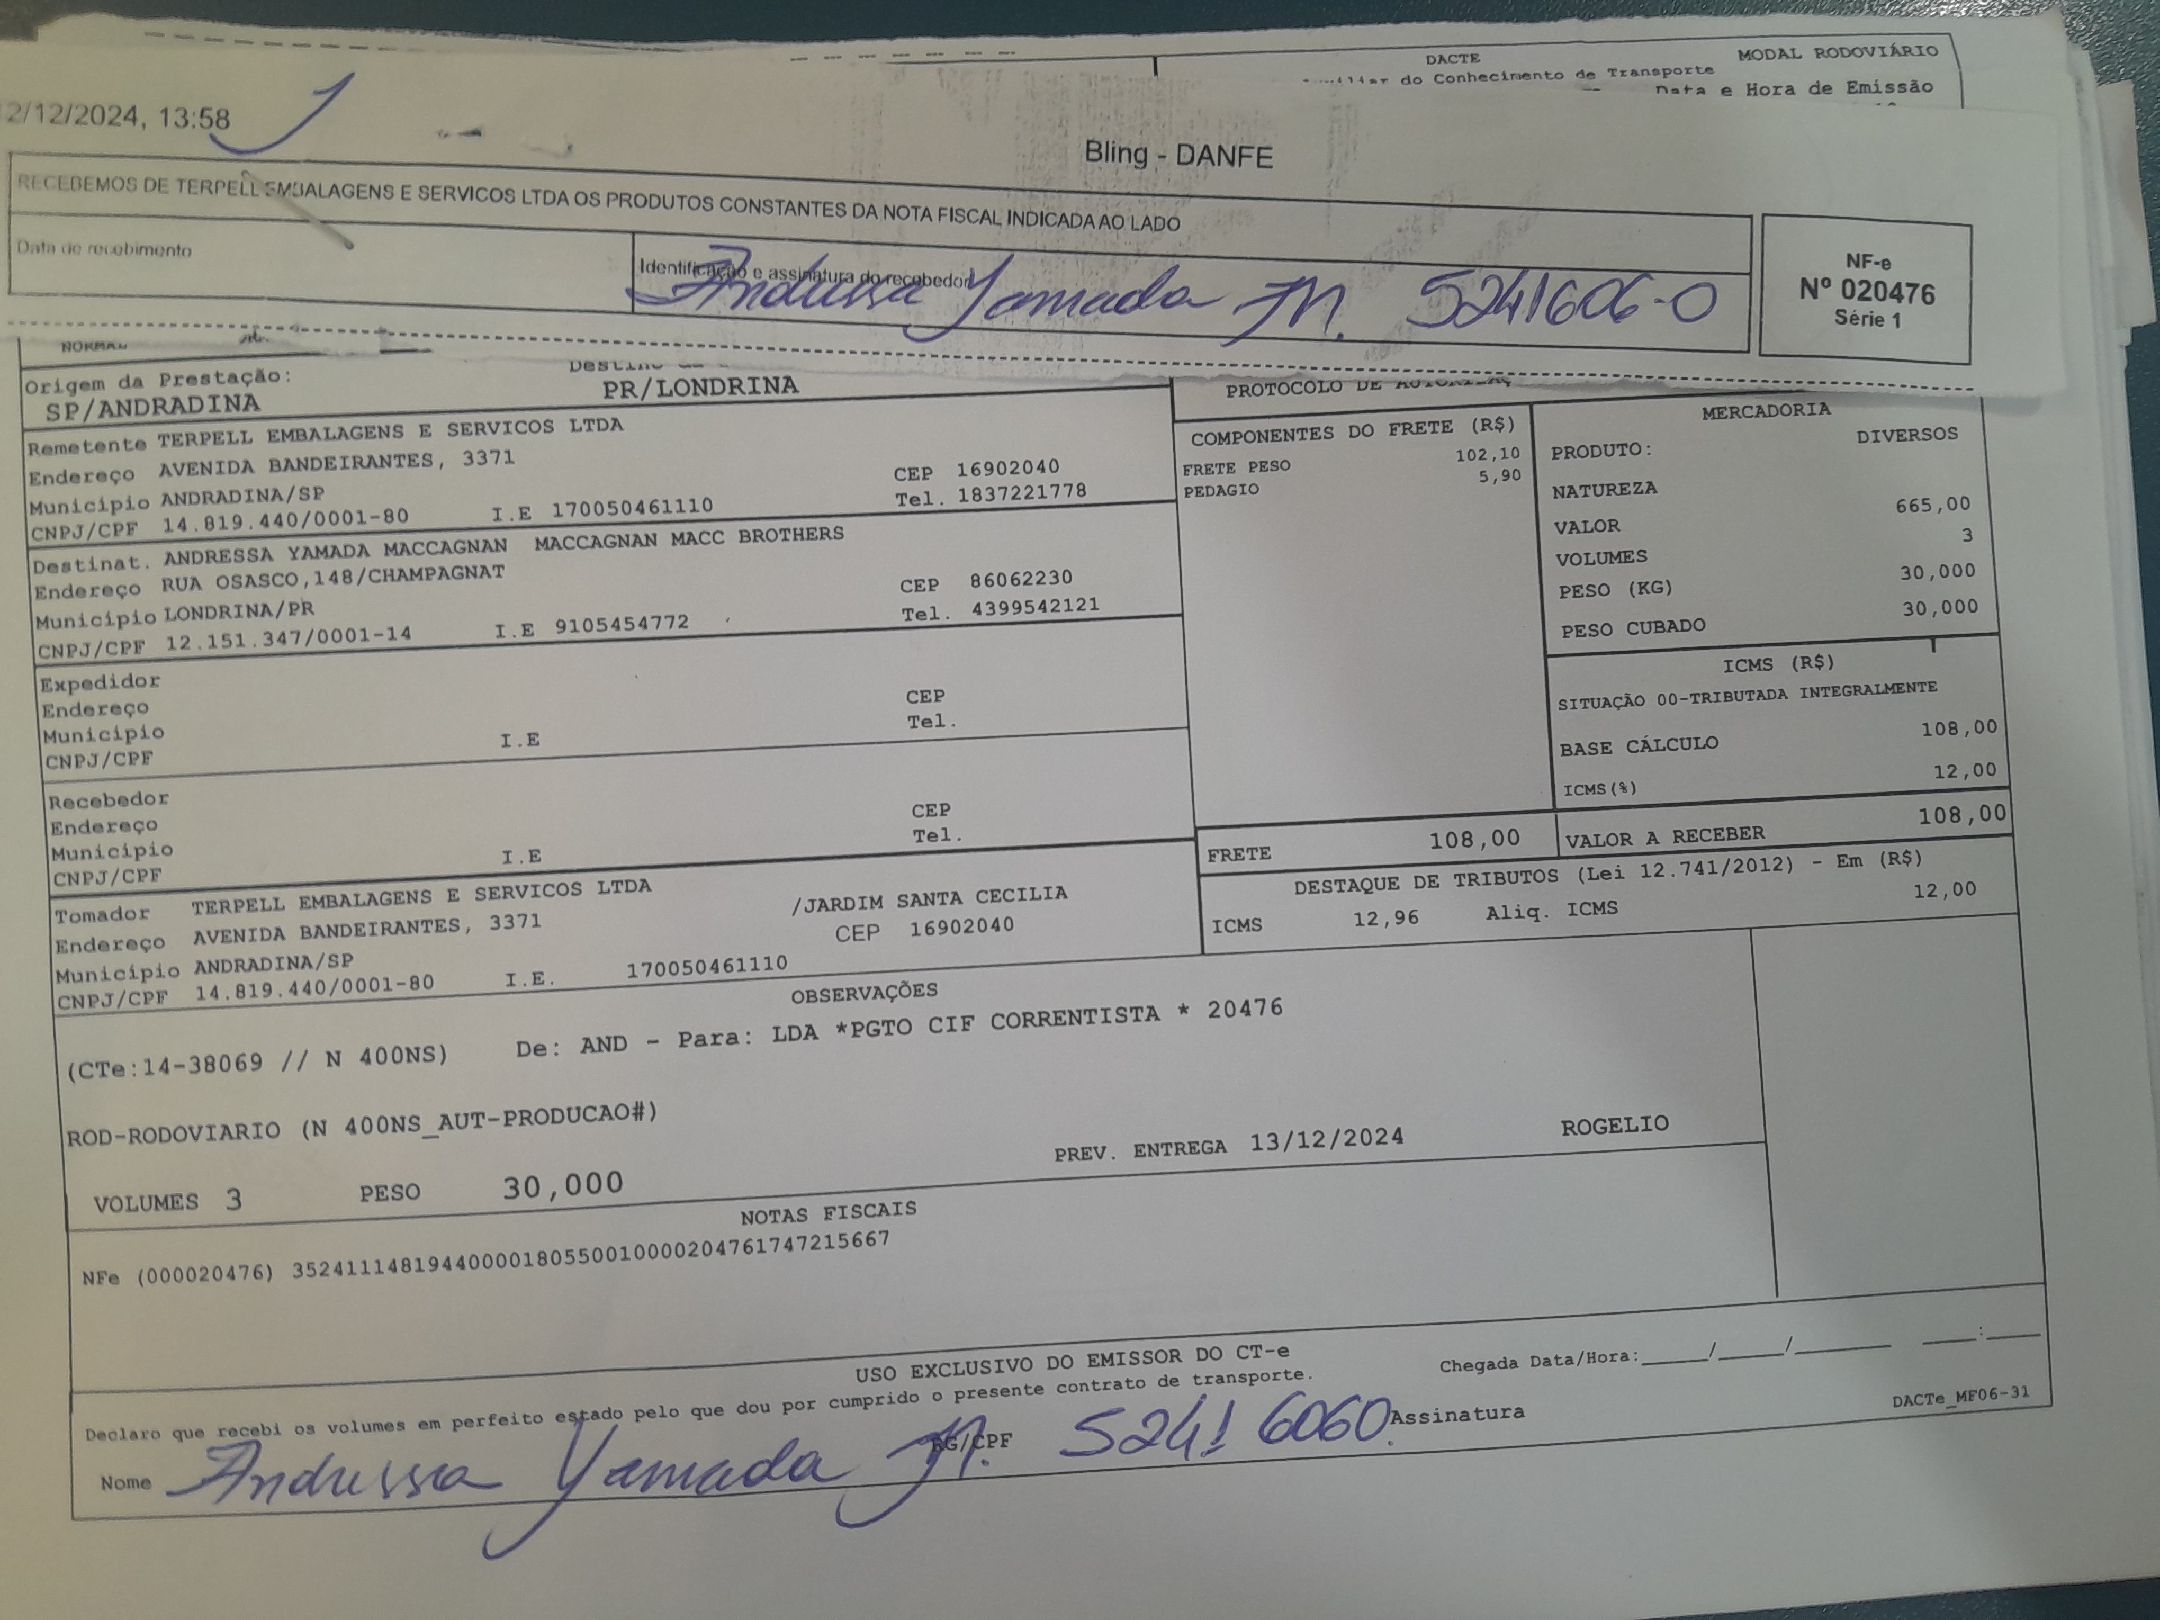 DACTE MODAL RODOVIÁRIO
do Conhecimento de Transporte
Data e Hora de Emissão
2/12/2024, 13:58
Bling - DANFE
RECEBEMOS DE TERPELL EMBALAGENS E SERVICOS LTDA OS PRODUTOS CONSTANTES DA NOTA FISCAL INDICADA AO LADO
Data de recebimento
Identificação e assinatura do recebedor
Andressa Yamada M. 5241606-0
NF-e
Nº 020476
Série 1
NORMAL
Origem da Prestação:
SP/ANDRADINA
PR/LONDRINA
PROTOCOLO DE
Remetente TERPELL EMBALAGENS E SERVICOS LTDA
Endereço AVENIDA BANDEIRANTES, 3371 CEP 16902040
Município ANDRADINA/SP Tel. 1837221778
CNPJ/CPF 14.819.440/0001-80 I.E 170050461110
Destinat. ANDRESSA YAMADA MACCAGNAN MACCAGNAN MACC BROTHERS
Endereço RUA OSASCO,148/CHAMPAGNAT CEP 86062230
Município LONDRINA/PR Tel. 4399542121
CNPJ/CPF 12.151.347/0001-14 I.E 9105454772
Expedidor
Endereço CEP
Município Tel.
CNPJ/CPF I.E
Recebedor
Endereço CEP
Município Tel.
CNPJ/CPF I.E
Tomador TERPELL EMBALAGENS E SERVICOS LTDA
Endereço AVENIDA BANDEIRANTES, 3371 /JARDIM SANTA CECILIA
Município ANDRADINA/SP CEP 16902040
CNPJ/CPF 14.819.440/0001-80 I.E. 170050461110
COMPONENTES DO FRETE (R$)
FRETE PESO 102,10
PEDAGIO 5,90
MERCADORIA
PRODUTO: DIVERSOS
NATUREZA
VALOR 665,00
VOLUMES 3
PESO (KG) 30,000
PESO CUBADO 30,000
ICMS (R$)
SITUAÇÃO 00-TRIBUTADA INTEGRALMENTE
BASE CÁLCULO 108,00
ICMS(%) 12,00
FRETE 108,00 VALOR A RECEBER 108,00
DESTAQUE DE TRIBUTOS (Lei 12.741/2012) - Em (R$)
ICMS 12,96 Aliq. ICMS 12,00
OBSERVAÇÕES
(CTe:14-38069 // N 400NS) De: AND - Para: LDA *PGTO CIF CORRENTISTA * 20476
ROD-RODOVIARIO (N 400NS_AUT-PRODUCAO#)
PREV. ENTREGA 13/12/2024 ROGELIO
VOLUMES 3 PESO 30,000
NOTAS FISCAIS
NFe (000020476) 35241114819440000180550010000204761747215667
USO EXCLUSIVO DO EMISSOR DO CT-e
Declaro que recebi os volumes em perfeito estado pelo que dou por cumprido o presente contrato de transporte.
Chegada Data/Hora:_____/_____/_______ ____:____
Nome Andressa Yamada M. RG/CPF 52416060. Assinatura
DACTe_MF06-31